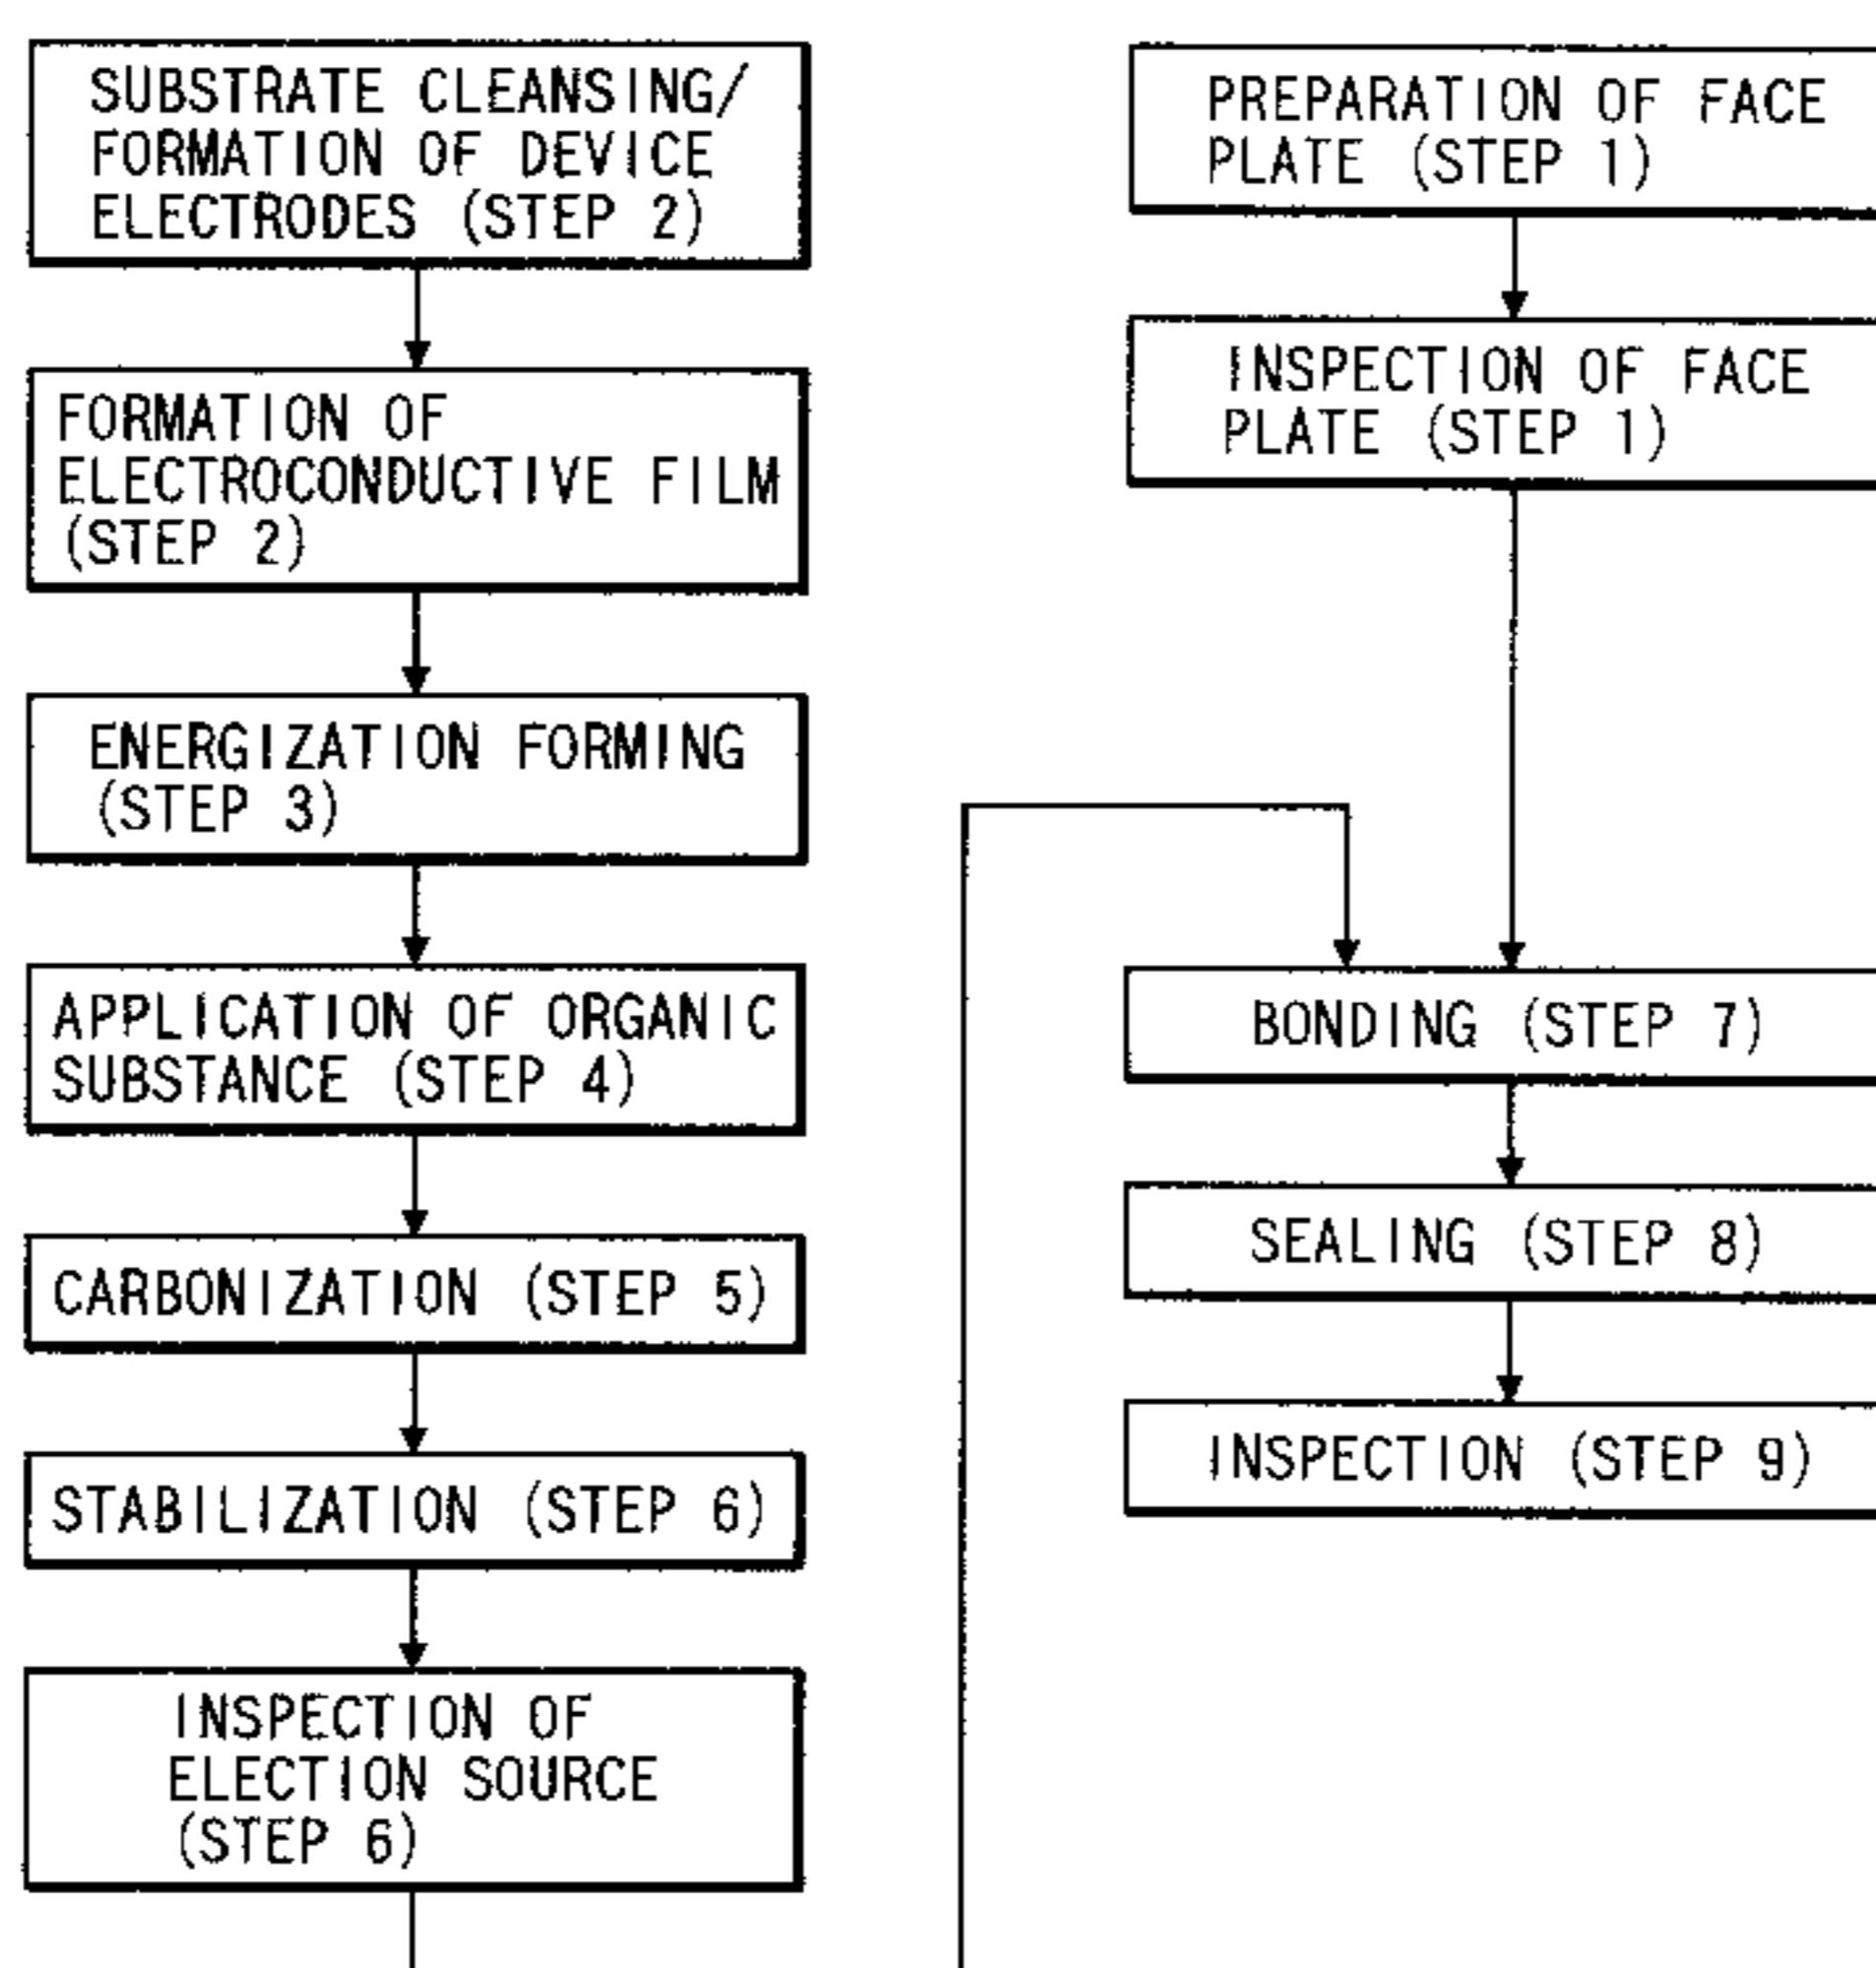 SUBSTRATE CLEANSING/
FORMATION OF DEVICE
ELECTRODES (STEP 2)
FORMATION OF
ELECTROCONDUCTIVE FILM
(STEP 2)
ENERGIZATION FORMING
(STEP 3)
APPLICATION OF ORGANIC
SUBSTANCE (STEP 4)
CARBONIZATION (STEP 5)
STABILIZATION (STEP 6)
INSPECTION OF
ELECTION SOURCE
(STEP 6)
PREPARATION OF FACE
PLATE (STEP 1)
INSPECTION OF FACE
PLATE (STEP 1)
BONDING (STEP 7)
SEALING (STEP 8)
INSPECTION (STEP 9)